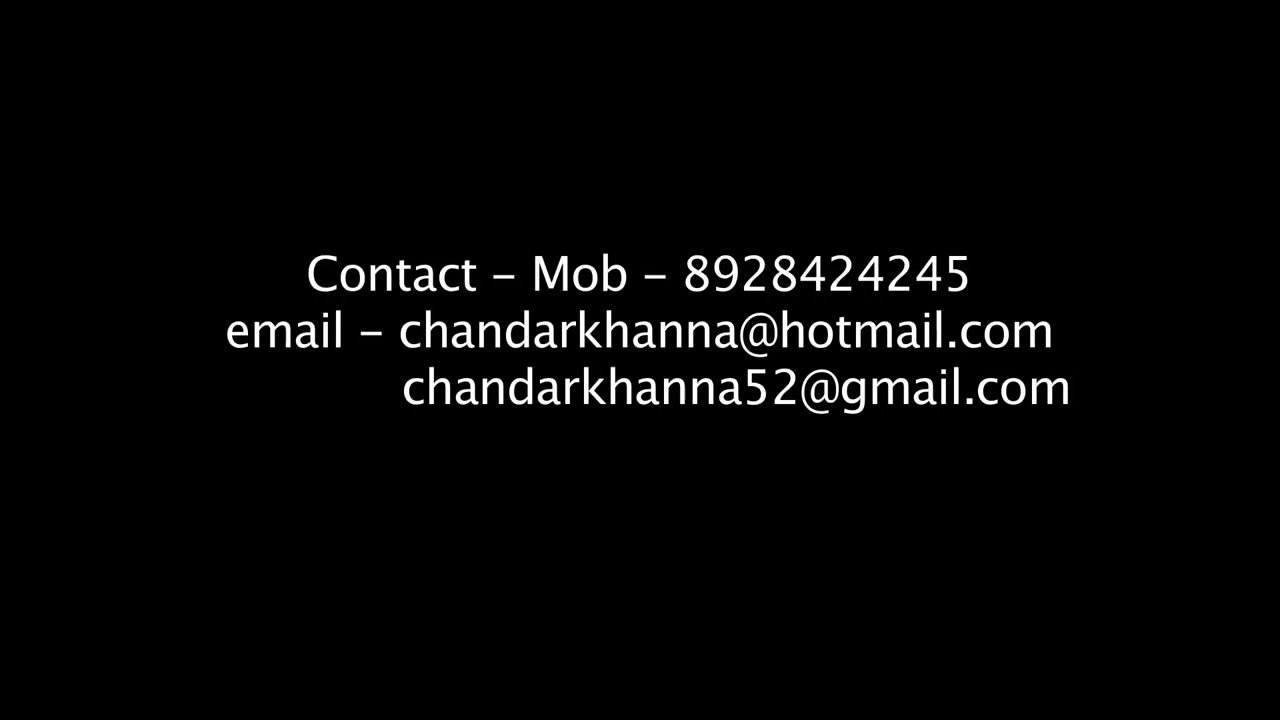 Contact – Mob – 8928424245
email – chandarkhanna@hotmail.com
chandarkhanna52@gmail.com